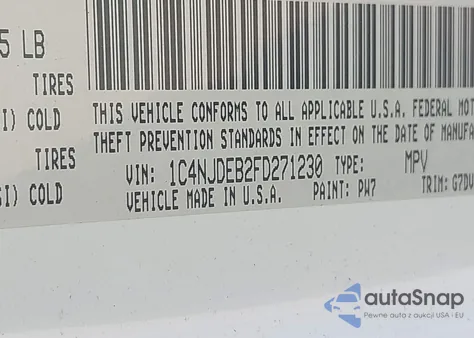 5 LB
TIRES
I) COLD
TIRES
SI) COLD
THIS VEHICLE CONFORMS TO ALL APPLICABLE U.S.A. FEDERAL MOT
THEFT PREVENTION STANDARDS IN EFFECT ON THE DATE OF MANUFA
VIN: 1C4NJDEB2FD271230 TYPE: MPV
VEHICLE MADE IN U.S.A. PAINT: PW7 TRIM: G7DV
autoSnap
Pewne auta z aukcji USA - EU